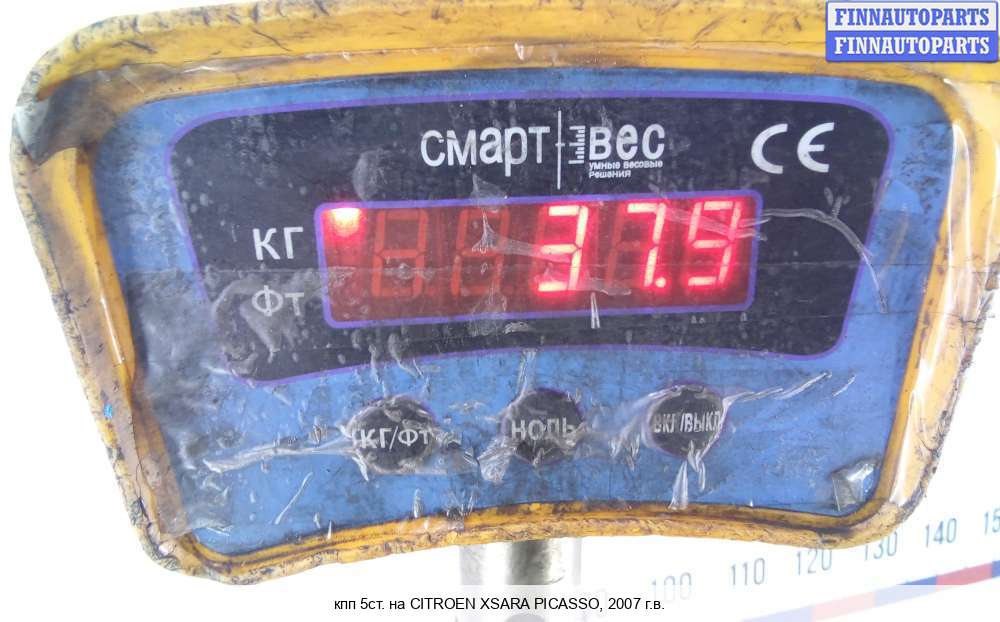 FINNAUTOPARTS
FINNAUTOPARTS
смарт вес
умные весовые
решения
CE
КГ
37.9
ФТ
КГ/ФТ
НОЛЬ
ВКЛ/ВЫКЛ
100 110 120 130 140
кпп 5ст. на CITROEN XSARA PICASSO, 2007 г.в.